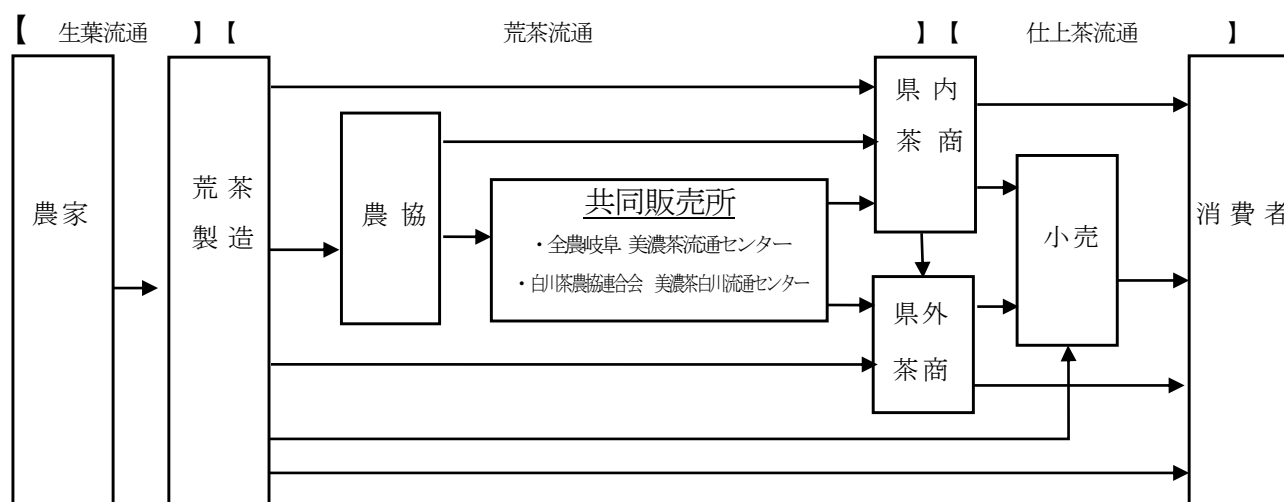 【 生葉流通 】【 荒茶流通 】【 仕上茶流通 】
農家
荒茶
製造
農協
共同販売所
・全農岐阜 美濃茶流通センター
・白川茶農協連合会 美濃茶白川流通センター
県内
茶商
県外
茶商
小売
消費者